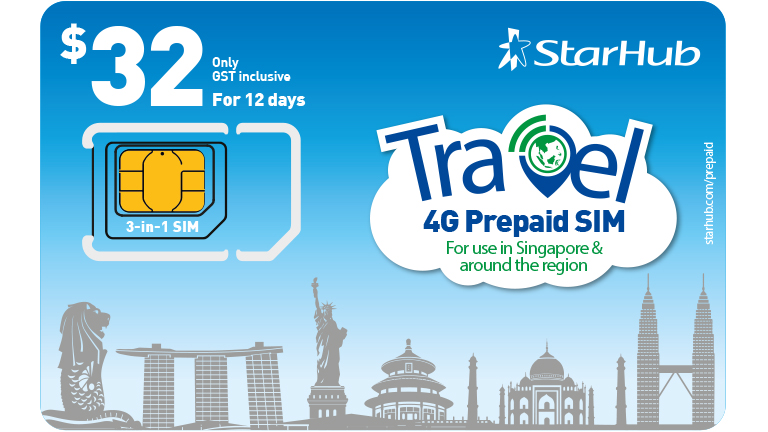 $32
Only
GST inclusive
For 12 days
StarHub
3-in-1 SIM
Travel
4G Prepaid SIM
For use in Singapore &
around the region
starhub.com/prepaid